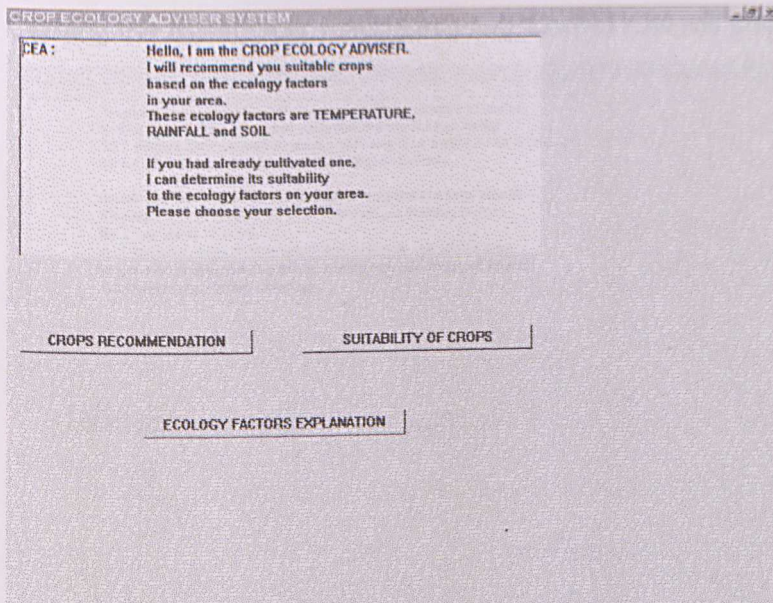 CROP ECOLOGY ADVISER SYSTEM
CEA :
Hello, I am the CROP ECOLOGY ADVISER.
I will recommend you suitable crops
based on the ecology factors
in your area.
These ecology factors are TEMPERATURE,
RAINFALL and SOIL
If you had already cultivated one,
I can determine its suitability
to the ecology factors on your area.
Please choose your selection.
CROPS RECOMMENDATION
SUITABILITY OF CROPS
ECOLOGY FACTORS EXPLANATION